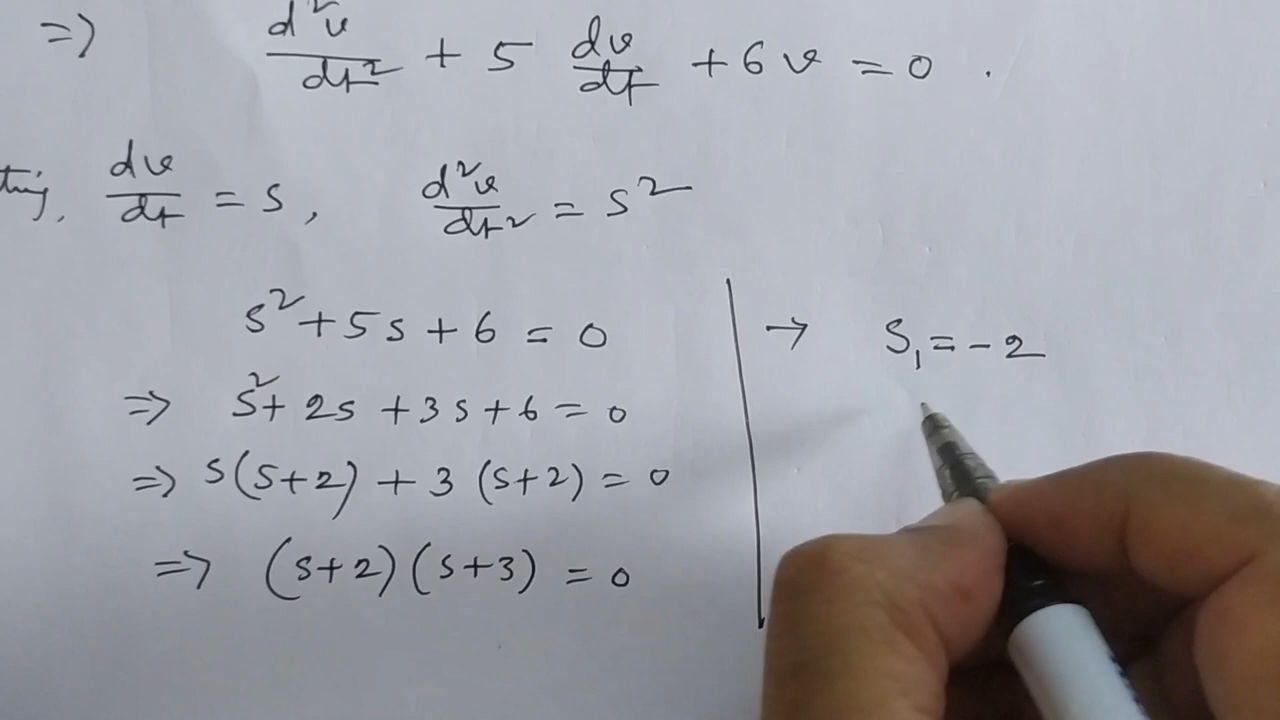 => d²v/dt² + 5 dv/dt + 6v = 0 .
dv/dt = s, d²v/dt² = s²
s² + 5s + 6 = 0
=> s² + 2s + 3s + 6 = 0
=> s(s+2) + 3(s+2) = 0
=> (s+2)(s+3) = 0
→ S₁ = -2